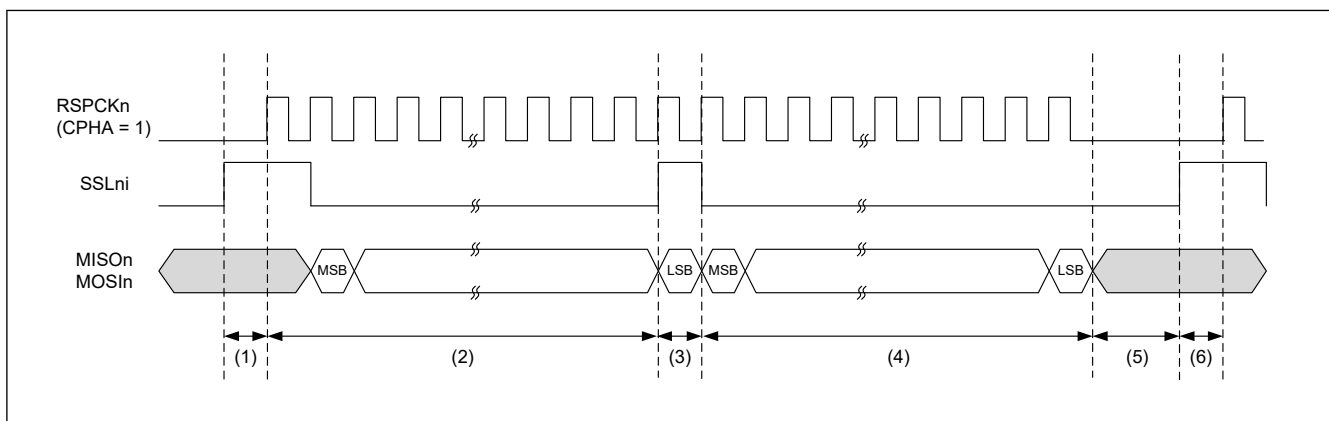 RSPCKn
(CPHA = 1)
SSLni
MISOn
MOSIn
MSB
LSB
MSB
LSB
(1)
(2)
(3)
(4)
(5)
(6)